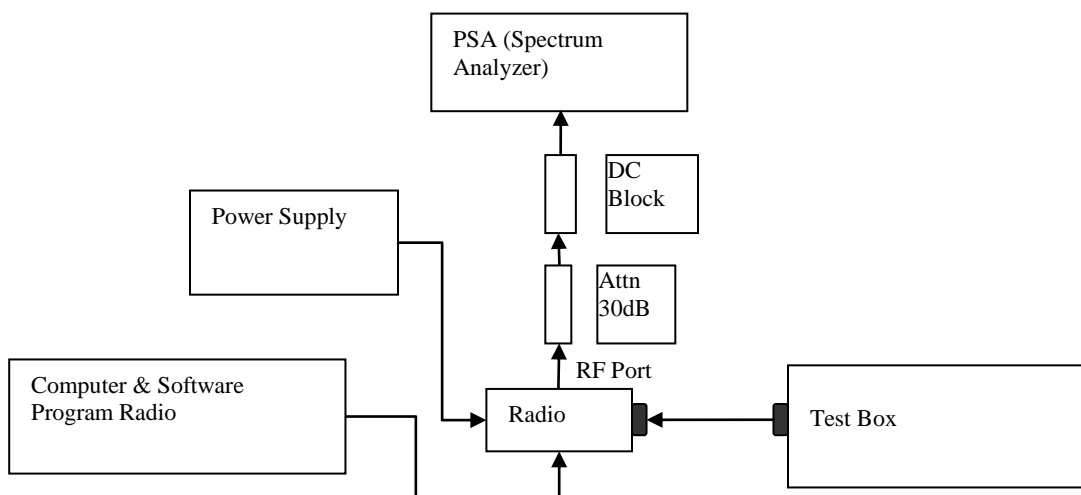 PSA (Spectrum
Analyzer)
DC
Block
Power Supply
Attn
30dB
RF Port
Computer & Software
Program Radio
Radio
Test Box